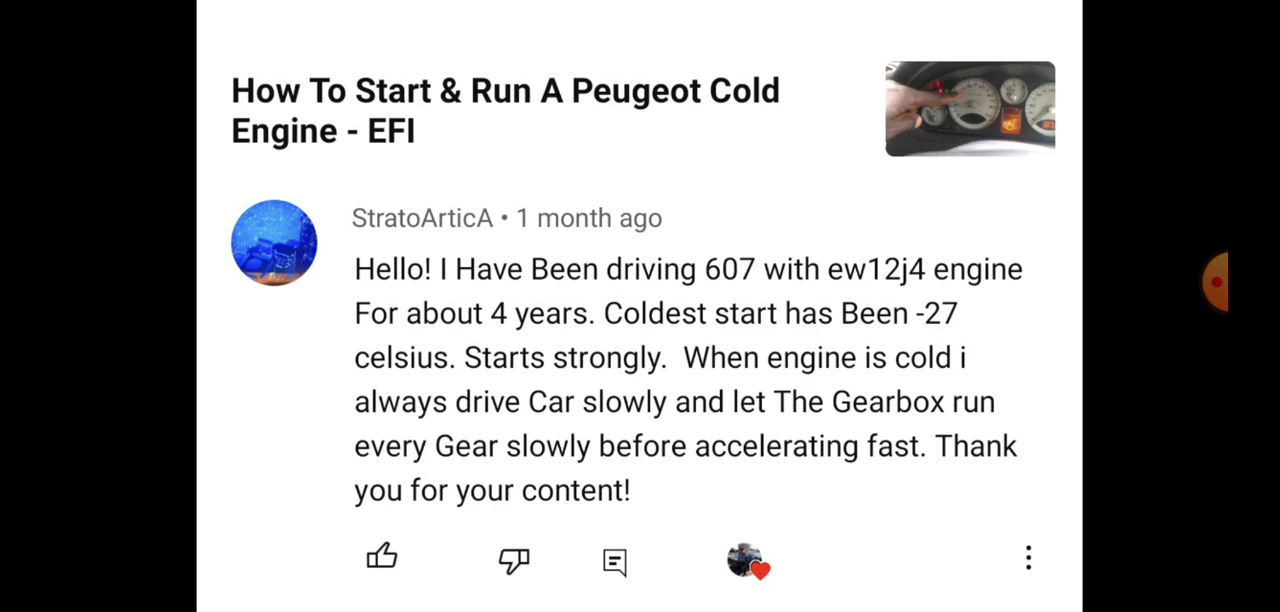 How To Start & Run A Peugeot Cold
Engine - EFI
StratoArticA • 1 month ago
Hello! I Have Been driving 607 with ew12j4 engine
For about 4 years. Coldest start has Been -27
celsius. Starts strongly.  When engine is cold i
always drive Car slowly and let The Gearbox run
every Gear slowly before accelerating fast. Thank
you for your content!